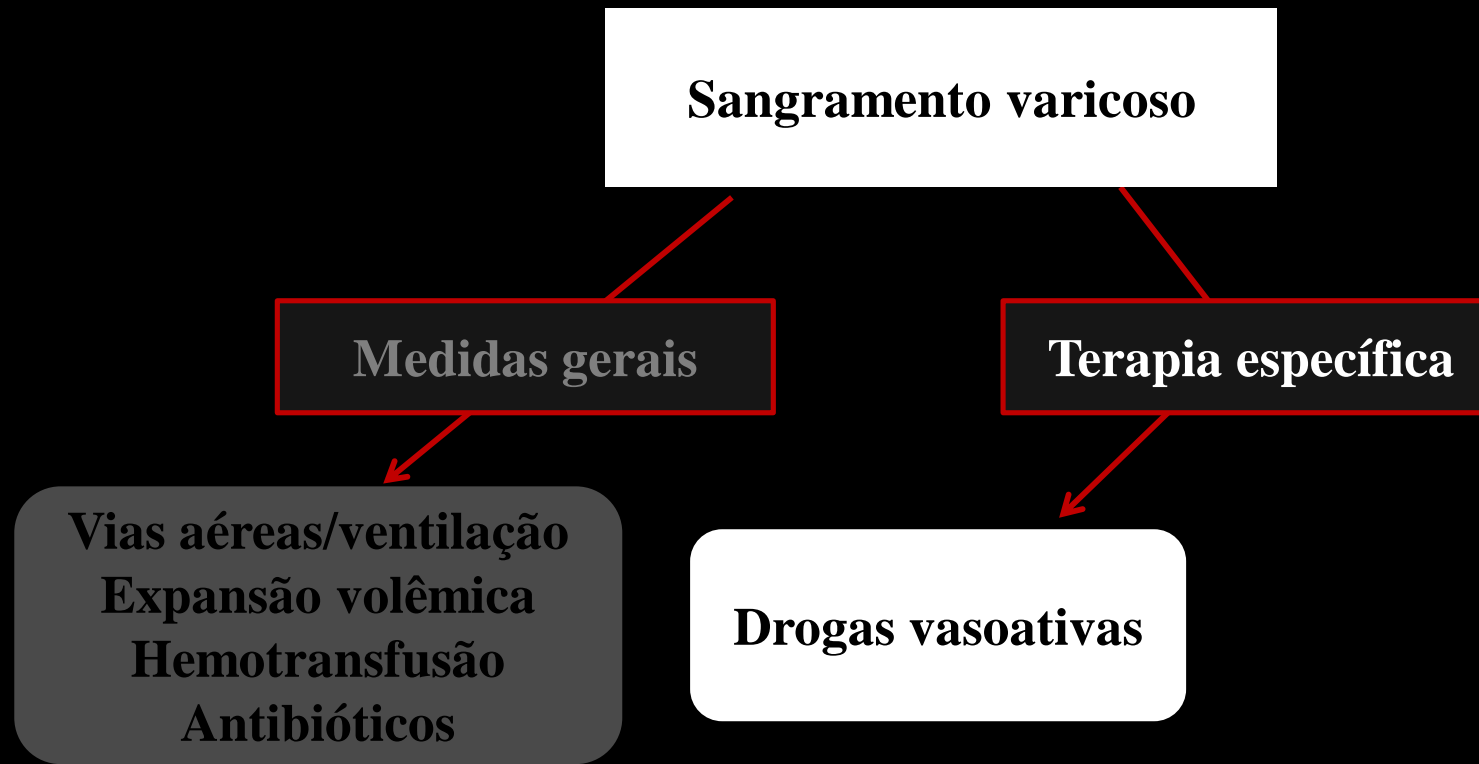 Sangramento varicoso
Medidas gerais
Terapia específica
Vias aéreas/ventilação
Expansão volêmica
Hemotransfusão
Antibióticos
Drogas vasoativas